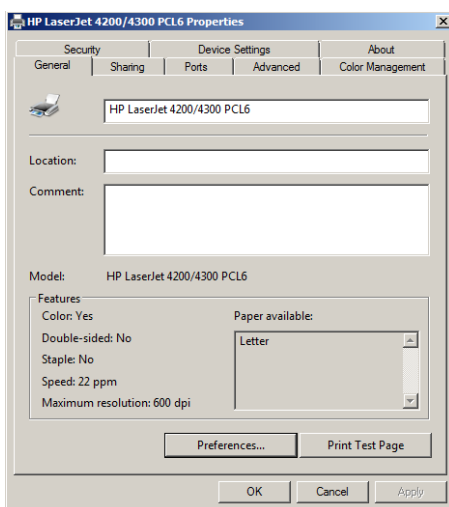 HP LaserJet 4200/4300 PCL6 Properties
Security Device Settings About
General Sharing Ports Advanced Color Management
HP LaserJet 4200/4300 PCL6
Location:
Comment:
Model: HP LaserJet 4200/4300 PCL6
Features
Color: Yes Paper available:
Double-sided: No Letter
Staple: No
Speed: 22 ppm
Maximum resolution: 600 dpi
Preferences... Print Test Page
OK Cancel Apply